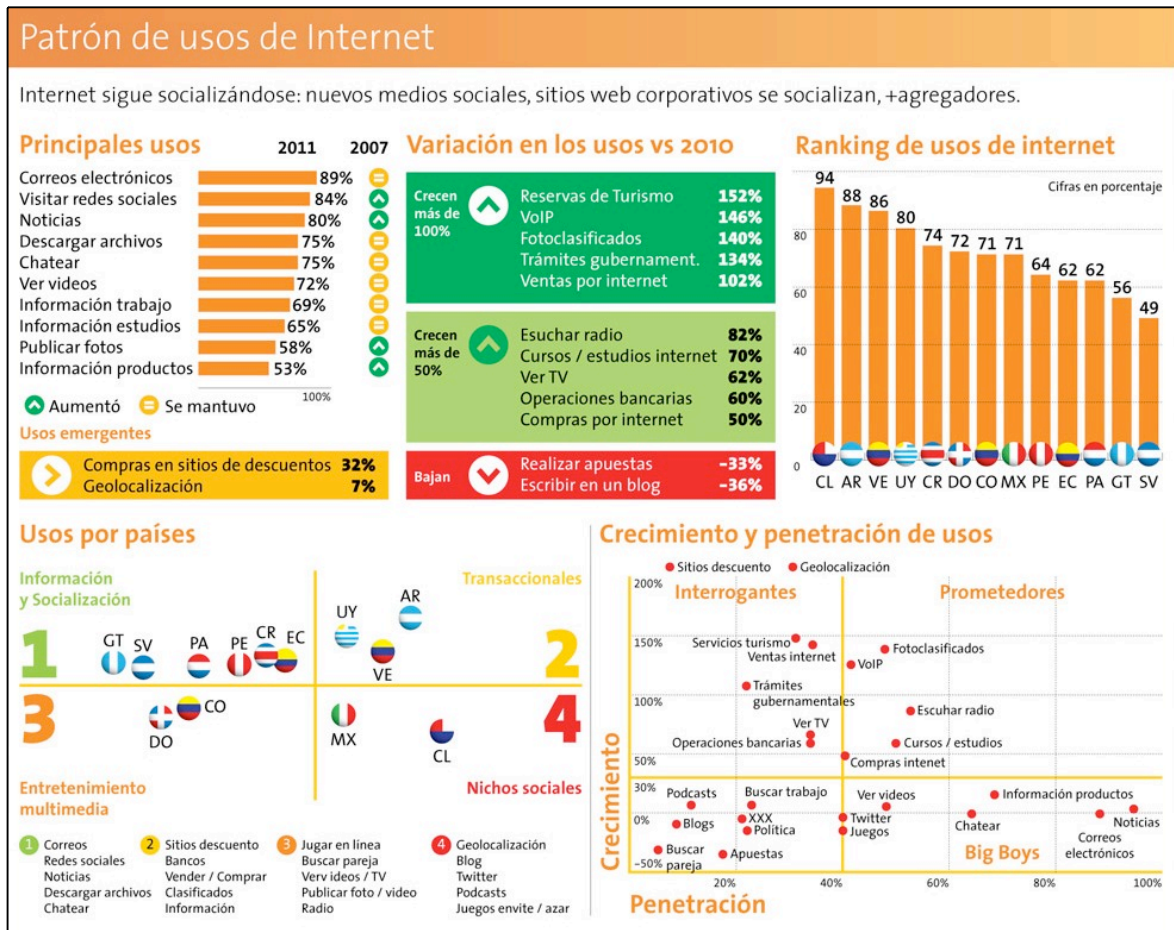 Patrón de usos de Internet
Internet sigue socializándose: nuevos medios sociales, sitios web corporativos se socializan, +agregadores.
Principales usos 2011 2007
Correos electrónicos 89%
Visitar redes sociales 84%
Noticias 80%
Descargar archivos 75%
Chatear 75%
Ver videos 72%
Información trabajo 69%
Información estudios 65%
Publicar fotos 58%
Información productos 53%
100%
Aumentó = Se mantuvo
Usos emergentes
Compras en sitios de descuentos 32%
Geolocalización 7%
Variación en los usos vs 2010
Crecen más de 100%
Reservas de Turismo 152%
VoIP 146%
Fotoclasificados 140%
Trámites gubernament. 134%
Ventas por internet 102%
Crecen más de 50%
Esuchar radio 82%
Cursos / estudios internet 70%
Ver TV 62%
Operaciones bancarias 60%
Compras por internet 50%
Bajan
Realizar apuestas -33%
Escribir en un blog -36%
Ranking de usos de internet
Cifras en porcentaje
94 88 86 80 74 72 71 71 64 62 62 56 49
80
60
40
20
0
CL AR VE UY CR DO CO MX PE EC PA GT SV
Usos por países
Información
y Socialización
Transaccionales
1
2
GT SV PA PE CR EC
UY AR VE
3
4
DO CO
MX CL
Entretenimiento
multimedia
Nichos sociales
1 Correos
Redes sociales
Noticias
Descargar archivos
Chatear
2 Sitios descuento
Bancos
Vender / Comprar
Clasificados
Información
3 Jugar en línea
Buscar pareja
Verv ideos / TV
Publicar foto / video
Radio
4 Geolocalización
Blog
Twitter
Podcasts
Juegos envite / azar
Crecimiento y penetración de usos
Sitios descuento Geolocalización
200%
Interrogantes
Prometedores
150%
Servicios turismo
Ventas internet
Fotoclasificados
VoIP
100%
Trámites
gubernamentales
Escuhar radio
Ver TV
Operaciones bancarias
Cursos / estudios
50%
Compras intenet
30%
Podcasts
Buscar trabajo
Ver videos
Información productos
0%
Blogs
XXX
Política
Twitter
Juegos
Chatear
Noticias
Correos
electrónicos
-50%
Buscar
pareja
Apuestas
Big Boys
20% 40% 60% 80% 100%
Crecimiento
Penetración